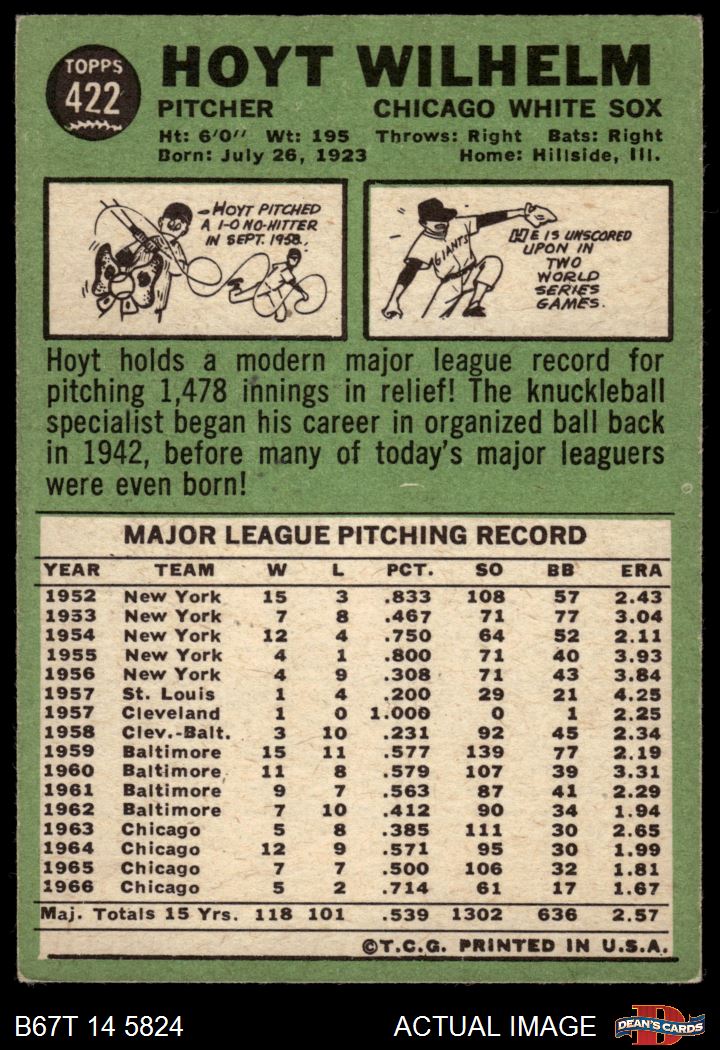 TOPPS
422
HOYT WILHELM
PITCHER CHICAGO WHITE SOX
Ht: 6'0" Wt: 195 Throws: Right Bats: Right
Born: July 26, 1923 Home: Hillside, Ill.
HOYT PITCHED
A 1-0 NO-HITTER
IN SEPT. 1958.
GIANTS
HE IS UNSCORED
UPON IN
TWO
WORLD
SERIES
GAMES.
Hoyt holds a modern major league record for
pitching 1,478 innings in relief! The knuckleball
specialist began his career in organized ball back
in 1942, before many of today's major leaguers
were even born!
MAJOR LEAGUE PITCHING RECORD
YEAR TEAM W L PCT. SO BB ERA
1952 New York 15 3 .833 108 57 2.43
1953 New York 7 8 .467 71 77 3.04
1954 New York 12 4 .750 64 52 2.11
1955 New York 4 1 .800 71 40 3.93
1956 New York 4 9 .308 71 43 3.84
1957 St. Louis 1 4 .200 29 21 4.25
1957 Cleveland 1 0 1.000 0 1 2.25
1958 Clev.-Balt. 3 10 .231 92 45 2.34
1959 Baltimore 15 11 .577 139 77 2.19
1960 Baltimore 11 8 .579 107 39 3.31
1961 Baltimore 9 7 .563 87 41 2.29
1962 Baltimore 7 10 .412 90 34 1.94
1963 Chicago 5 8 .385 111 30 2.65
1964 Chicago 12 9 .571 95 30 1.99
1965 Chicago 7 7 .500 106 32 1.81
1966 Chicago 5 2 .714 61 17 1.67
Maj. Totals 15 Yrs. 118 101 .539 1302 636 2.57
©T.C.G. PRINTED IN U.S.A.
B67T 14 5824 ACTUAL IMAGE
D
DEAN'S CARDS